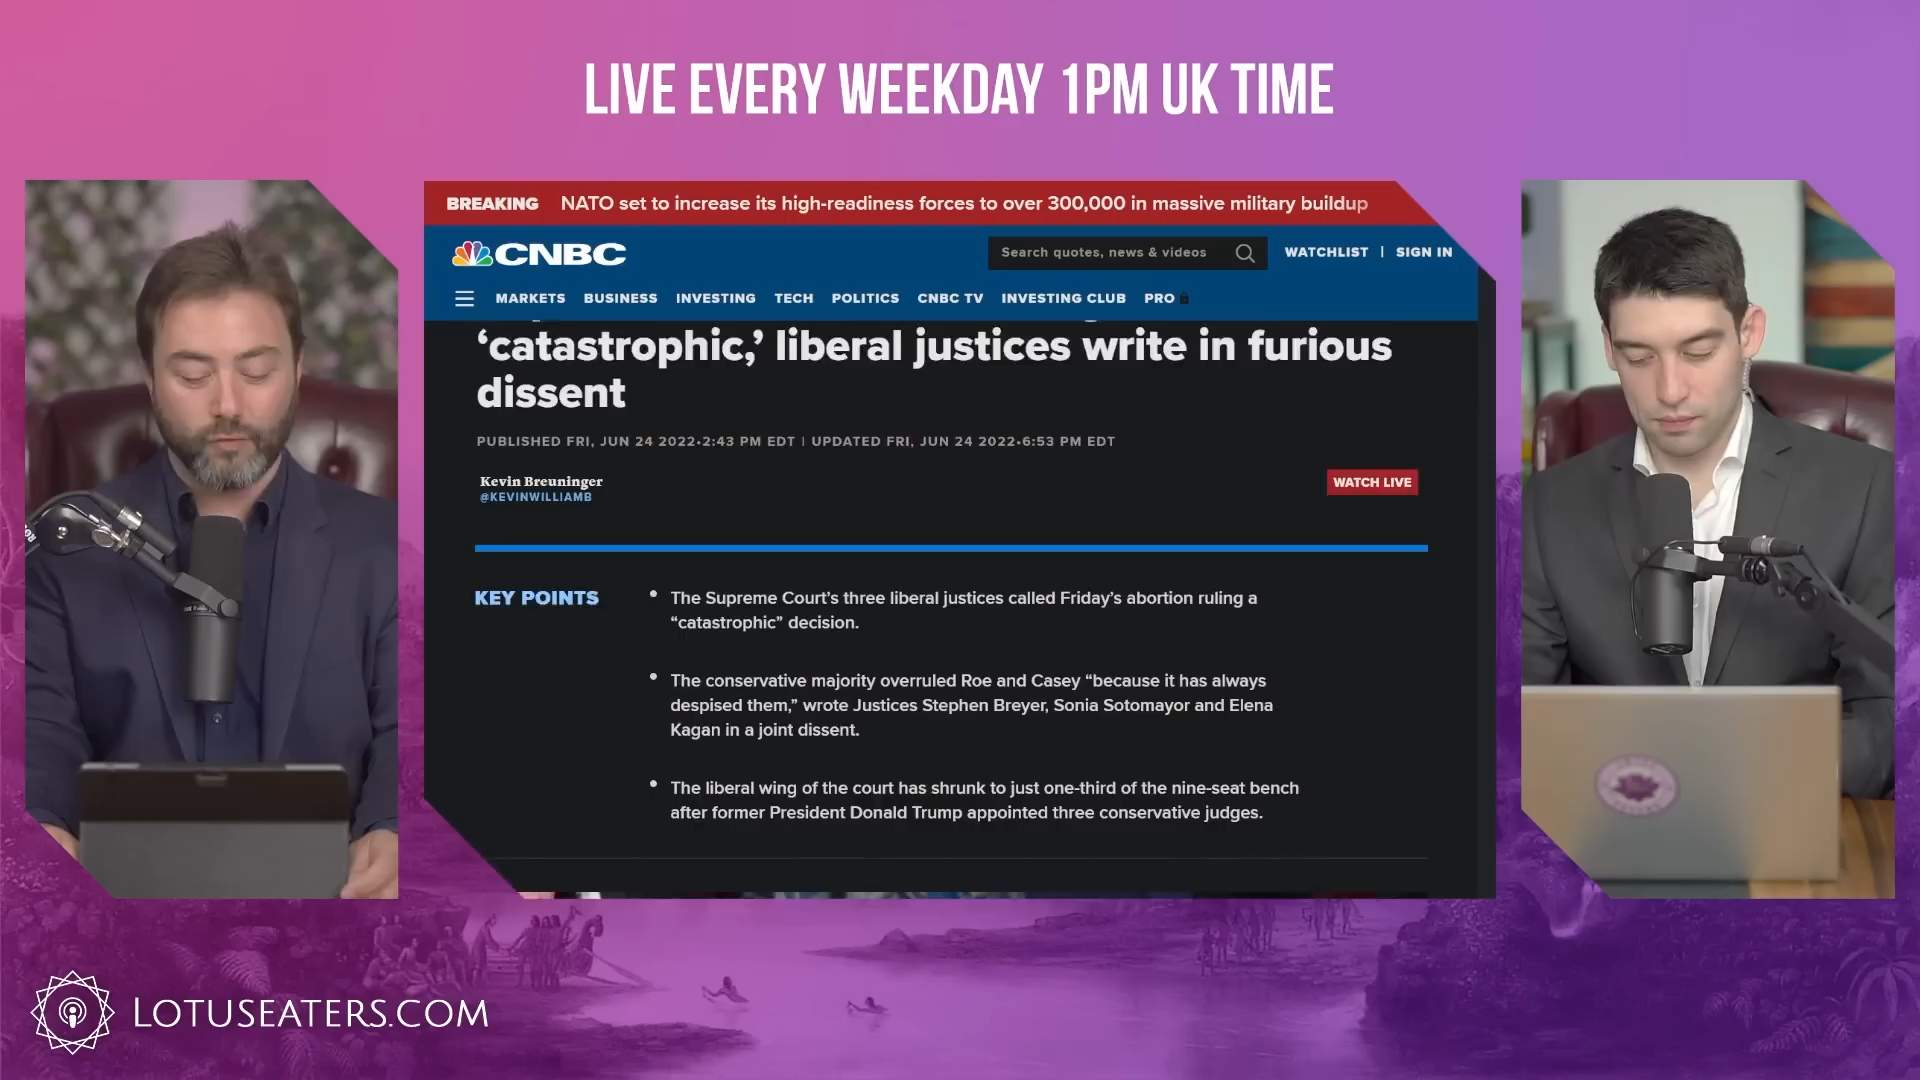 LIVE EVERY WEEKDAY 1PM UK TIME
BREAKING NATO set to increase its high-readiness forces to over 300,000 in massive military buildup
CNBC
Search quotes, news & videos
WATCHLIST | SIGN IN
MARKETS BUSINESS INVESTING TECH POLITICS CNBC TV INVESTING CLUB PRO
‘catastrophic,’ liberal justices write in furious
dissent
PUBLISHED FRI, JUN 24 2022•2:43 PM EDT | UPDATED FRI, JUN 24 2022•6:53 PM EDT
Kevin Breuninger
@KEVINWILLIAMB
WATCH LIVE
KEY POINTS
• The Supreme Court’s three liberal justices called Friday’s abortion ruling a
“catastrophic” decision.
• The conservative majority overruled Roe and Casey “because it has always
despised them,” wrote Justices Stephen Breyer, Sonia Sotomayor and Elena
Kagan in a joint dissent.
• The liberal wing of the court has shrunk to just one-third of the nine-seat bench
after former President Donald Trump appointed three conservative judges.
LOTUSEATERS.COM